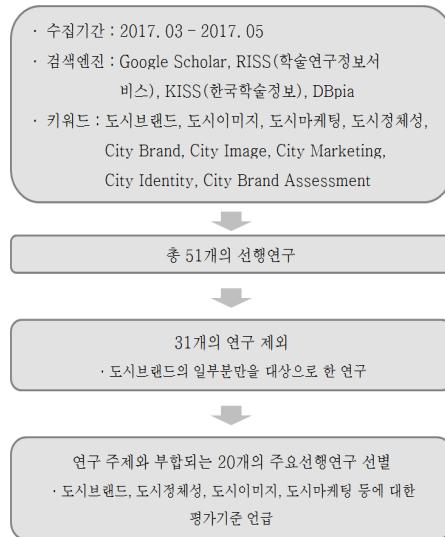 · 수집기간 : 2017. 03 - 2017. 05
· 검색엔진 : Google Scholar, RISS(학술연구정보서
비스), KISS(한국학술정보), DBpia
· 키워드 : 도시브랜드, 도시이미지, 도시마케팅, 도시정체성,
City Brand, City Image, City Marketing,
City Identity, City Brand Assessment
총 51개의 선행연구
31개의 연구 제외
· 도시브랜드의 일부분만을 대상으로 한 연구
연구 주제와 부합되는 20개의 주요선행연구 선별
· 도시브랜드, 도시정체성, 도시이미지, 도시마케팅 등에 대한
평가기준 언급